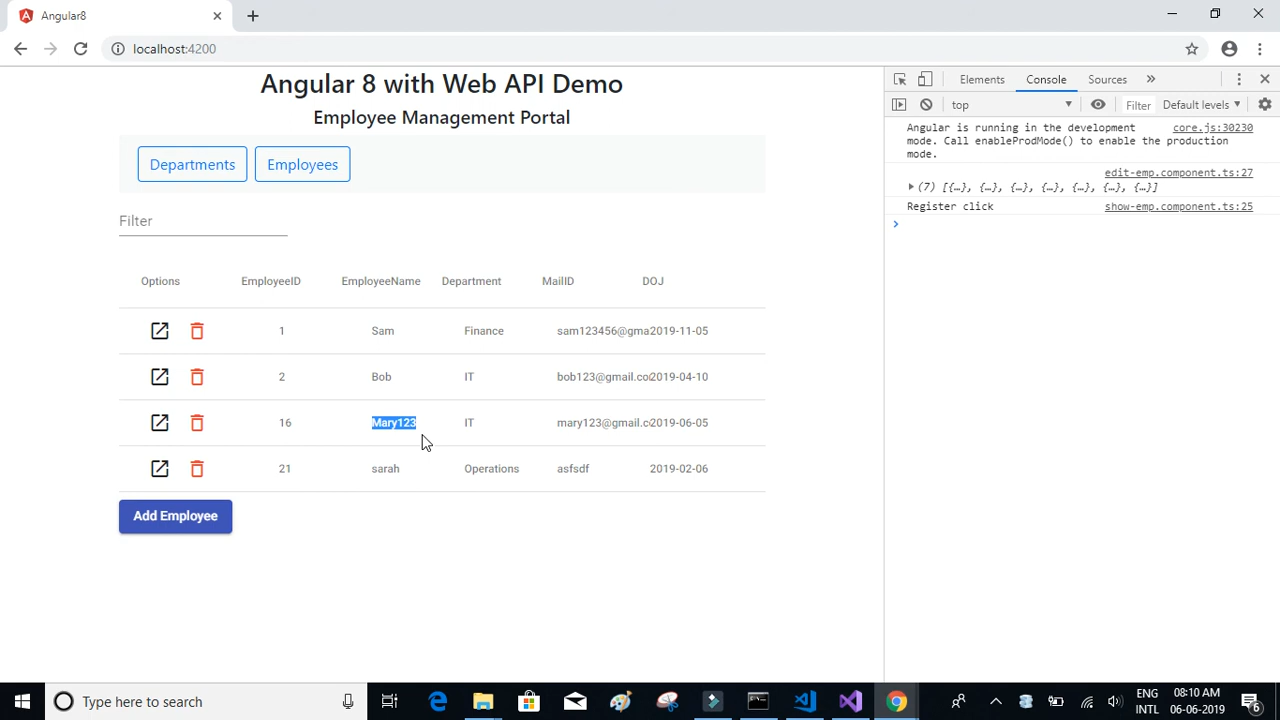 Angular8
localhost:4200
Angular 8 with Web API Demo
Employee Management Portal
Departments Employees
Filter
Options EmployeeID EmployeeName Department MailID DOJ
1 Sam Finance sam123456@gma2019-11-05
2 Bob IT bob123@gmail.co2019-04-10
16 Mary123 IT mary123@gmail.c2019-06-05
21 sarah Operations asfsdf 2019-02-06
Add Employee
Elements Console Sources »
top Filter Default levels
Angular is running in the development core.js:30230
mode. Call enableProdMode() to enable the production
mode.
edit-emp.component.ts:27
(7) [{…}, {…}, {…}, {…}, {…}, {…}, {…}]
Register click show-emp.component.ts:25
Type here to search
ENG 08:10 AM
INTL 06-06-2019
6